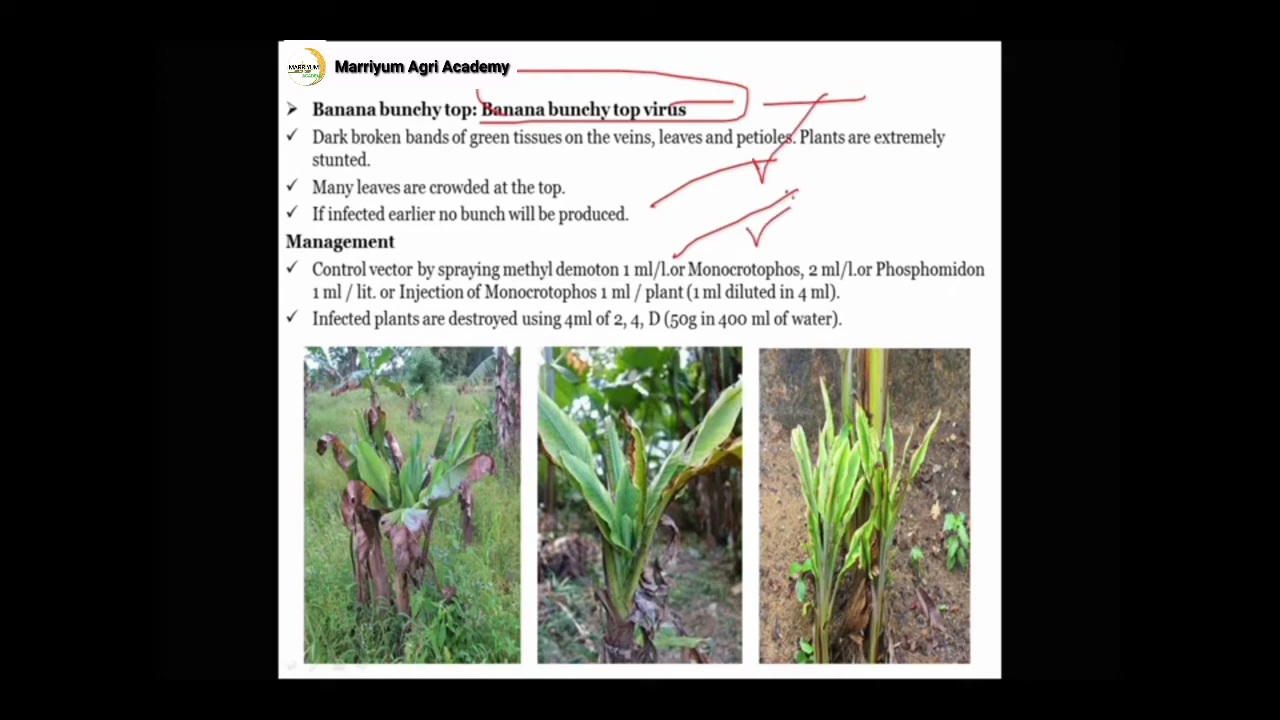 MARRIYUM
ACADEMY
Marriyum Agri Academy
➢ Banana bunchy top: Banana bunchy top virus
✓ Dark broken bands of green tissues on the veins, leaves and petioles. Plants are extremely
stunted.
✓ Many leaves are crowded at the top.
✓ If infected earlier no bunch will be produced.
Management
✓ Control vector by spraying methyl demoton 1 ml/l.or Monocrotophos, 2 ml/l.or Phosphomidon
1 ml / lit. or Injection of Monocrotophos 1 ml / plant (1 ml diluted in 4 ml).
✓ Infected plants are destroyed using 4ml of 2, 4, D (50g in 400 ml of water).